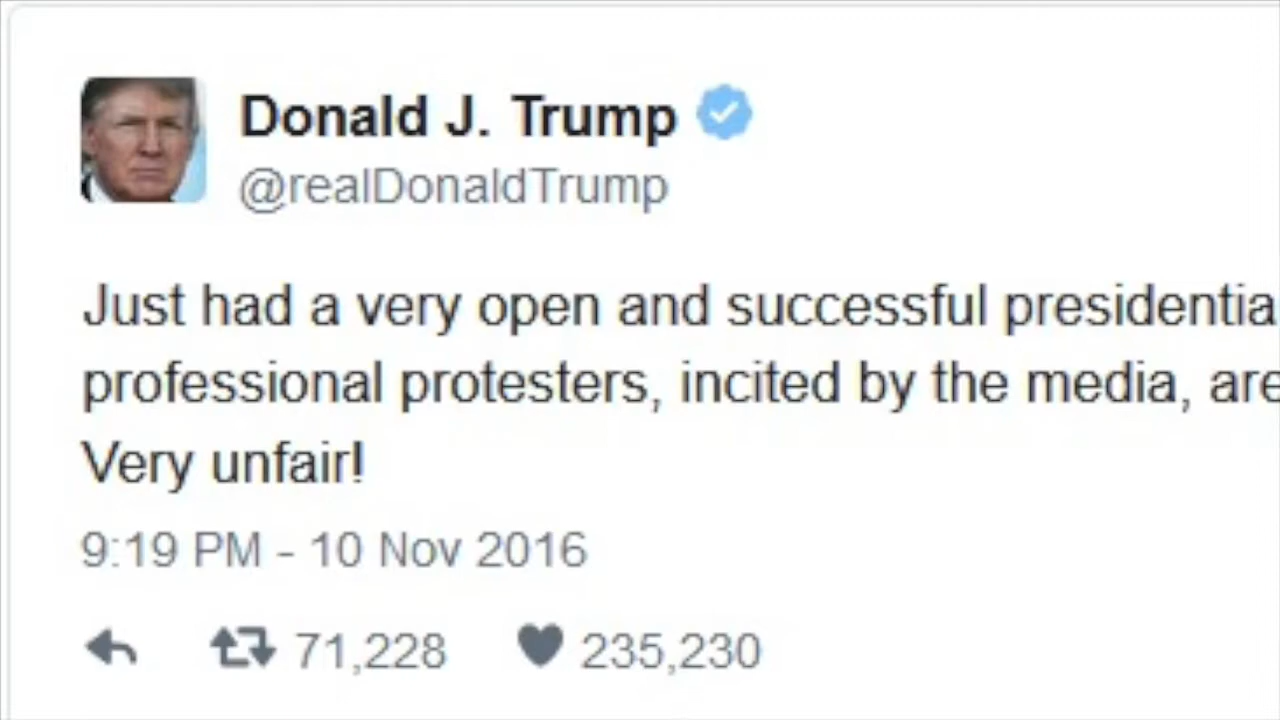 Donald J. Trump
@realDonaldTrump
Just had a very open and successful presidentia
professional protesters, incited by the media, are
Very unfair!
9:19 PM - 10 Nov 2016
71,228 235,230